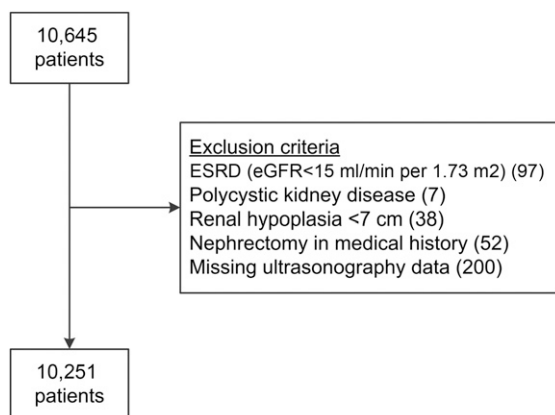 10,645
patients
Exclusion criteria
ESRD (eGFR<15 ml/min per 1.73 m2) (97)
Polycystic kidney disease (7)
Renal hypoplasia <7 cm (38)
Nephrectomy in medical history (52)
Missing ultrasonography data (200)
10,251
patients